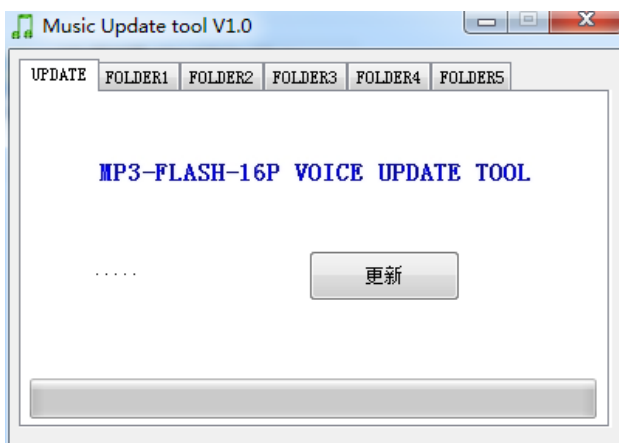 Music Update tool V1.0
UPDATE FOLDER1 FOLDER2 FOLDER3 FOLDER4 FOLDER5
MP3-FLASH-16P VOICE UPDATE TOOL
..... 更新